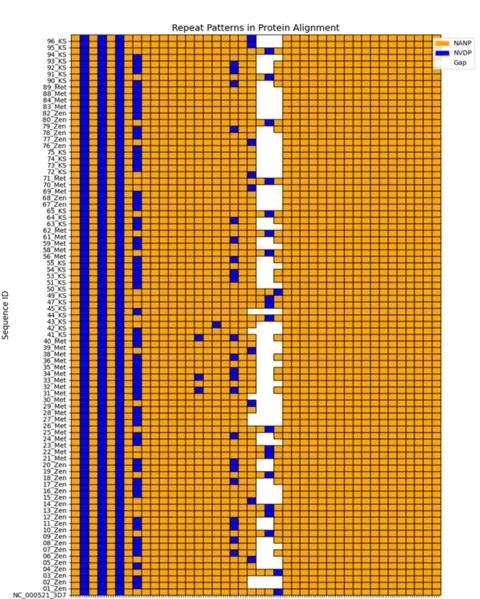 Repeat Patterns in Protein Alignment
NANP
NVDP
Gap
Sequence ID
96_KS
95_KS
94_KS
93_KS
92_KS
91_KS
90_KS
89_Met
88_Met
84_Met
83_Met
82_Zen
80_Zen
79_Zen
78_Zen
77_Zen
76_Zen
75_KS
74_KS
73_KS
72_KS
71_Met
70_Met
69_Met
68_Zen
67_Zen
65_KS
64_KS
63_KS
62_Met
61_Met
59_Met
58_Met
56_Met
55_KS
54_KS
53_KS
51_KS
50_KS
49_KS
47_KS
45_KS
44_KS
43_KS
42_KS
41_KS
40_Met
39_Met
38_Met
36_Met
35_Met
34_Met
33_Met
32_Met
31_Met
30_Met
29_Met
28_Met
27_Met
26_Met
25_Met
24_Met
23_Met
22_Met
21_Met
20_Zen
19_Zen
18_Zen
17_Zen
16_Zen
15_Zen
14_Zen
13_Zen
12_Zen
11_Zen
10_Zen
09_Zen
08_Zen
07_Zen
06_Zen
05_Zen
04_Zen
03_Zen
02_Zen
01_Zen
NC_000521_3D7